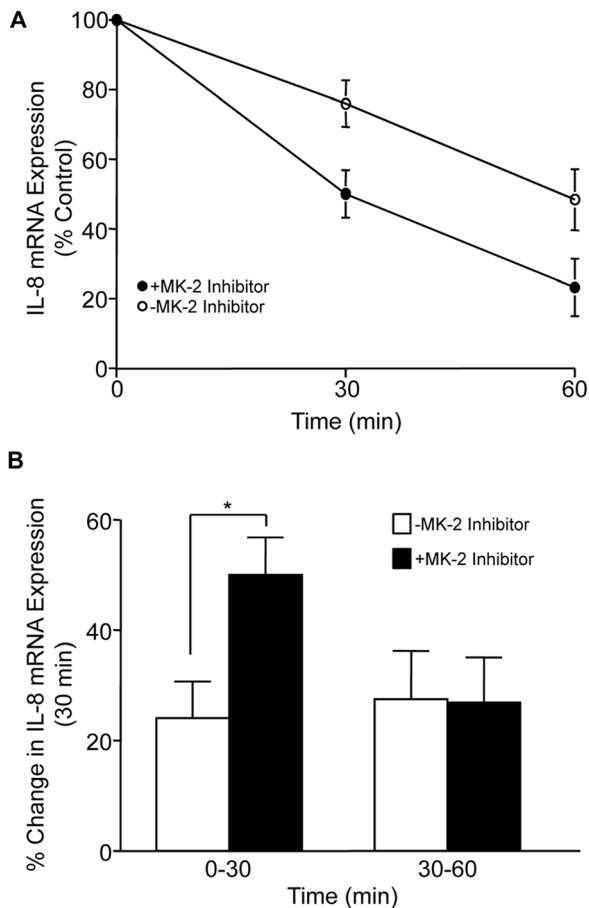 A
IL-8 mRNA Expression
(% Control)
100
80
60
40
20
0
+MK-2 Inhibitor
-MK-2 Inhibitor
0
30
60
Time (min)
B
% Change in IL-8 mRNA Expression
(30 min)
60
40
20
0
*
-MK-2 Inhibitor
+MK-2 Inhibitor
0-30
30-60
Time (min)